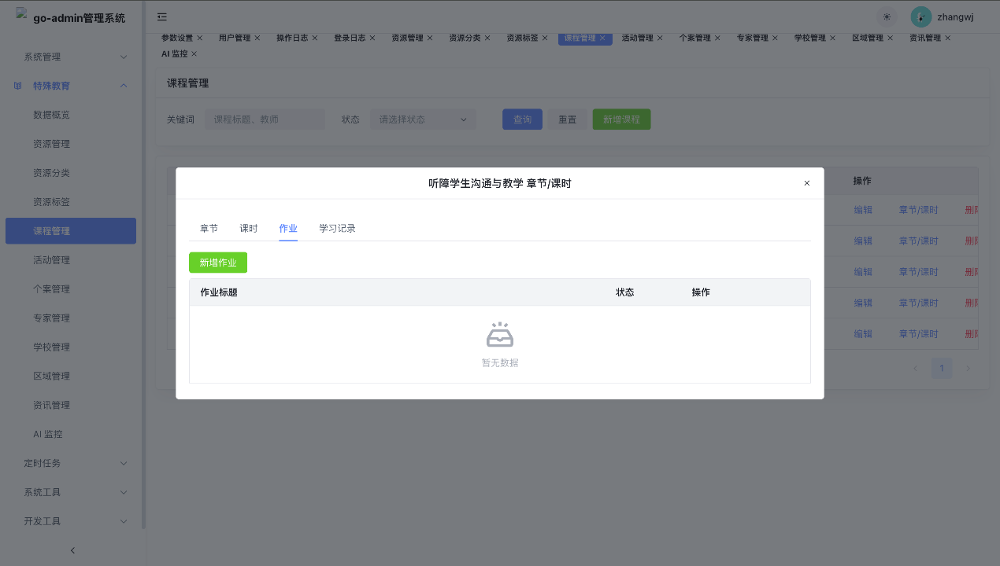 go-admin管理系统
zhangwj
参数设置 用户管理 操作日志 登录日志 资源管理 资源分类 资源标签 课程管理 活动管理 个案管理 专家管理 学校管理 区域管理 资讯管理
AI 监控
系统管理
特殊教育
数据概览
资源管理
资源分类
资源标签
课程管理
活动管理
个案管理
专家管理
学校管理
区域管理
资讯管理
AI 监控
定时任务
系统工具
开发工具
课程管理
关键词 课程标题、教师 状态 请选择状态 查询 重置 新增课程
听障学生沟通与教学 章节/课时
章节 课时 作业 学习记录
新增作业
作业标题 状态 操作
暂无数据
操作
编辑 章节/课时
编辑 章节/课时
编辑 章节/课时
编辑 章节/课时
编辑 章节/课时
1